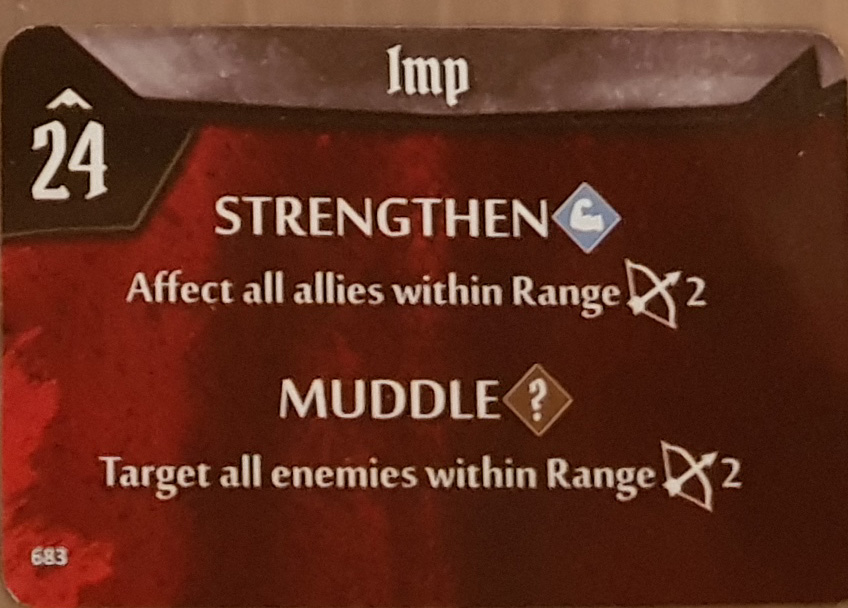 Imp
24
STRENGTHEN
Affect all allies within Range 2
MUDDLE ?
Target all enemies within Range 2
683